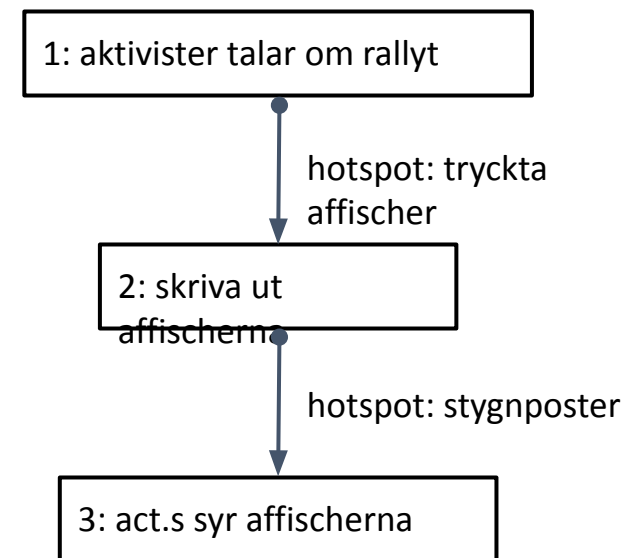 1: aktivister talar om rallyt
hotspot: tryckta
affischer
2: skriva ut
affischerna
hotspot: stygnposter
3: act.s syr affischerna